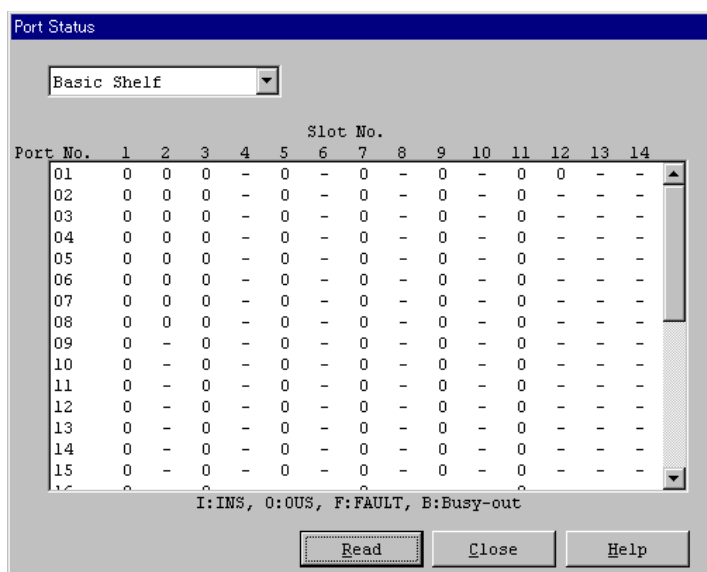 Port Status
Basic Shelf
Slot No.
Port No. 1 2 3 4 5 6 7 8 9 10 11 12 13 14
01 O O O - O - O - O - O O - -
02 O O O - O - O - O - O - - -
03 O O O - O - O - O - O - - -
04 O O O - O - O - O - O - - -
05 O O O - O - O - O - O - - -
06 O O O - O - O - O - O - - -
07 O O O - O - O - O - O - - -
08 O O O - O - O - O - O - - -
09 O - O - O - O - O - O - - -
10 O - O - O - O - O - O - - -
11 O - O - O - O - O - O - - -
12 O - O - O - O - O - O - - -
13 O - O - O - O - O - O - - -
14 O - O - O - O - O - O - - -
15 O - O - O - O - O - O - - -
I:INS, O:OUS, F:FAULT, B:Busy-out
Read Close Help